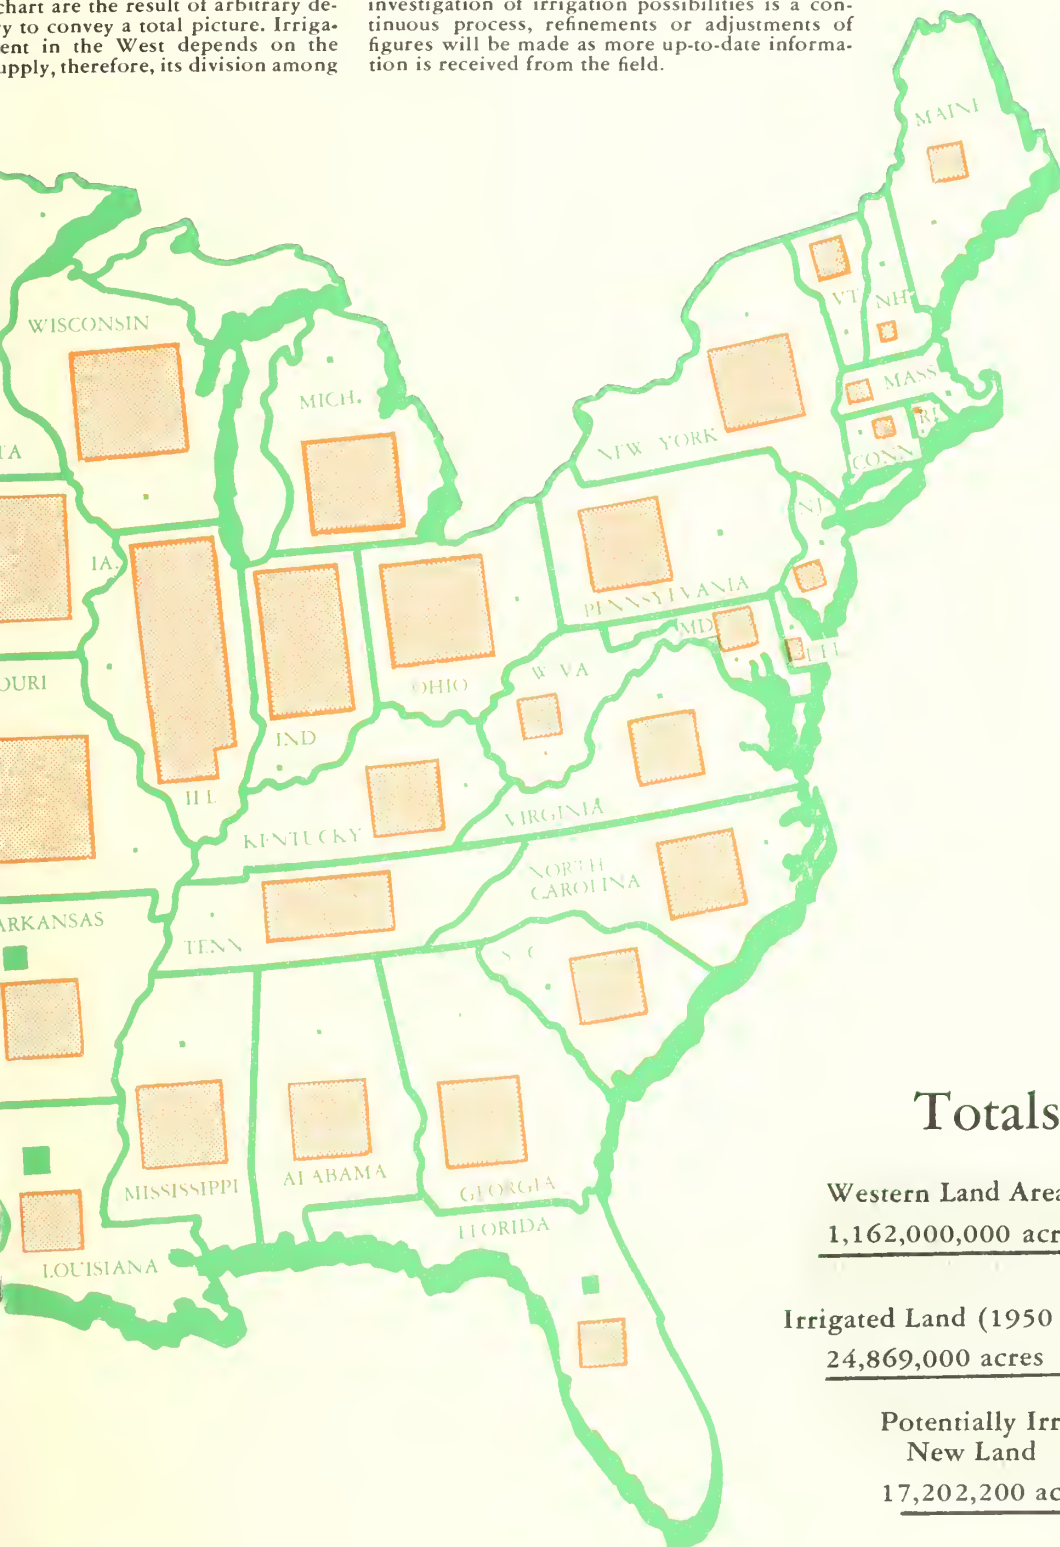 chart are the result of arbitrary de-
ry to convey a total picture. Irriga-
ent in the West depends on the
upply, therefore, its division among
investigation of irrigation possibilities is a con-
tinuous process, refinements or adjustments of
figures will be made as more up-to-date informa-
tion is received from the field.
MAINE
WISCONSIN
VT
NH
MICH.
MASS
RI
NEW YORK
CONN
TA
NJ
IA.
PENNSYLVANIA
MD
DEL
OURI
OHIO
W VA
IND
ILL
KENTUCKY
VIRGINIA
NORTH
CAROLINA
ARKANSAS
TENN
S C
MISSISSIPPI
ALABAMA
GEORGIA
FLORIDA
LOUISIANA
Totals
Western Land Area
1,162,000,000 acr
Irrigated Land (1950
24,869,000 acres
Potentially Irr
New Land
17,202,200 ac